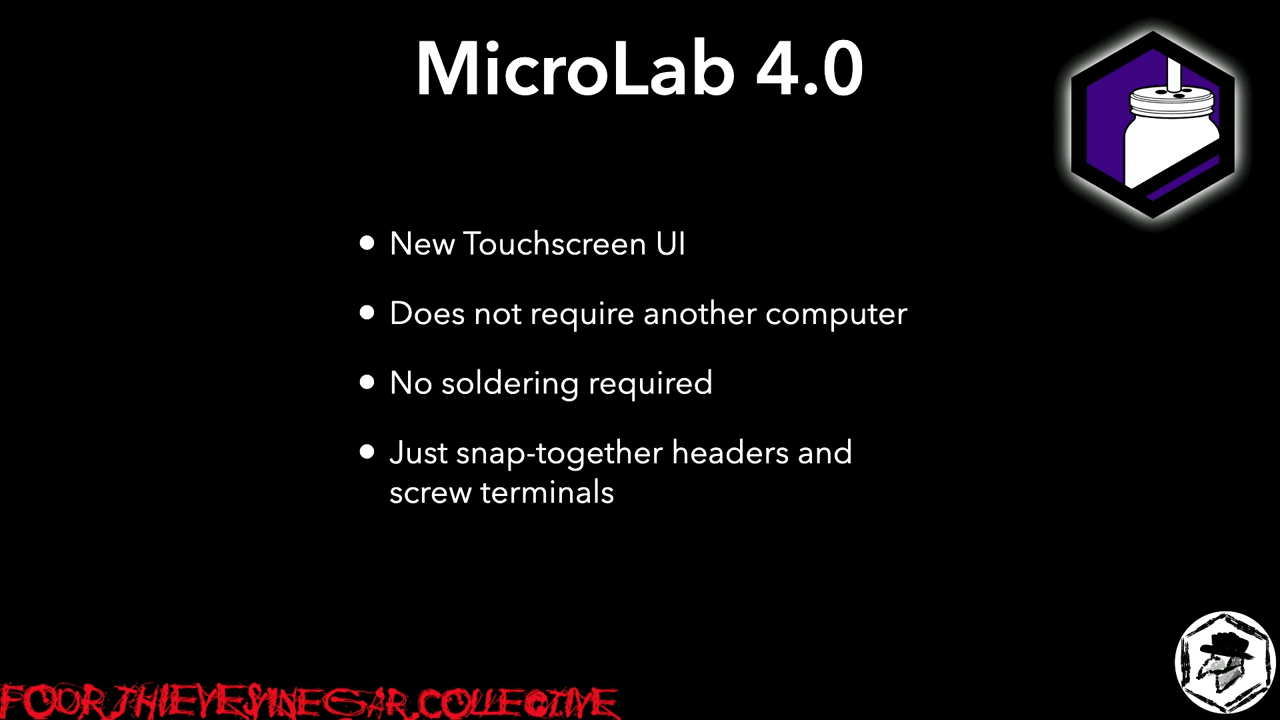 MicroLab 4.0
• New Touchscreen UI
• Does not require another computer
• No soldering required
• Just snap-together headers and
screw terminals
FOUR THIEVES VINEGAR COLLECTIVE